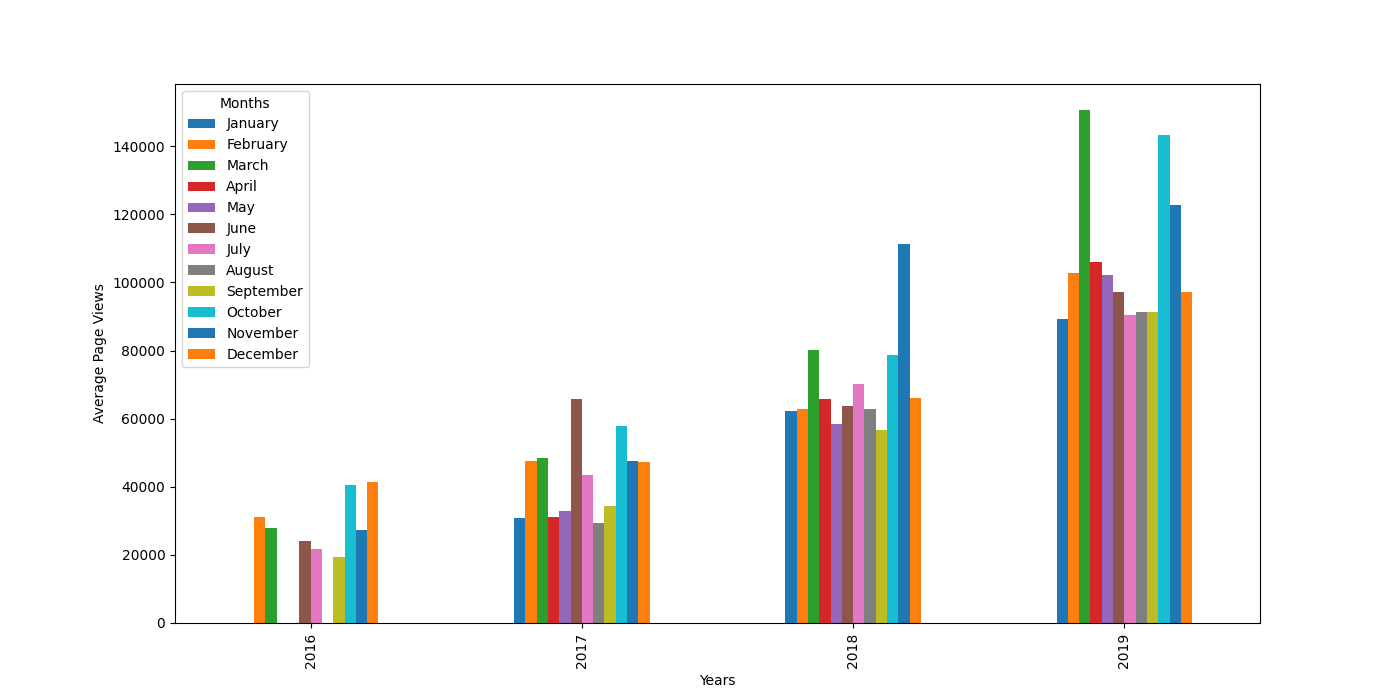 Months
January
February
March
April
May
June
July
August
September
October
November
December
Average Page Views
140000
120000
100000
80000
60000
40000
20000
0
2016
2017
2018
2019
Years